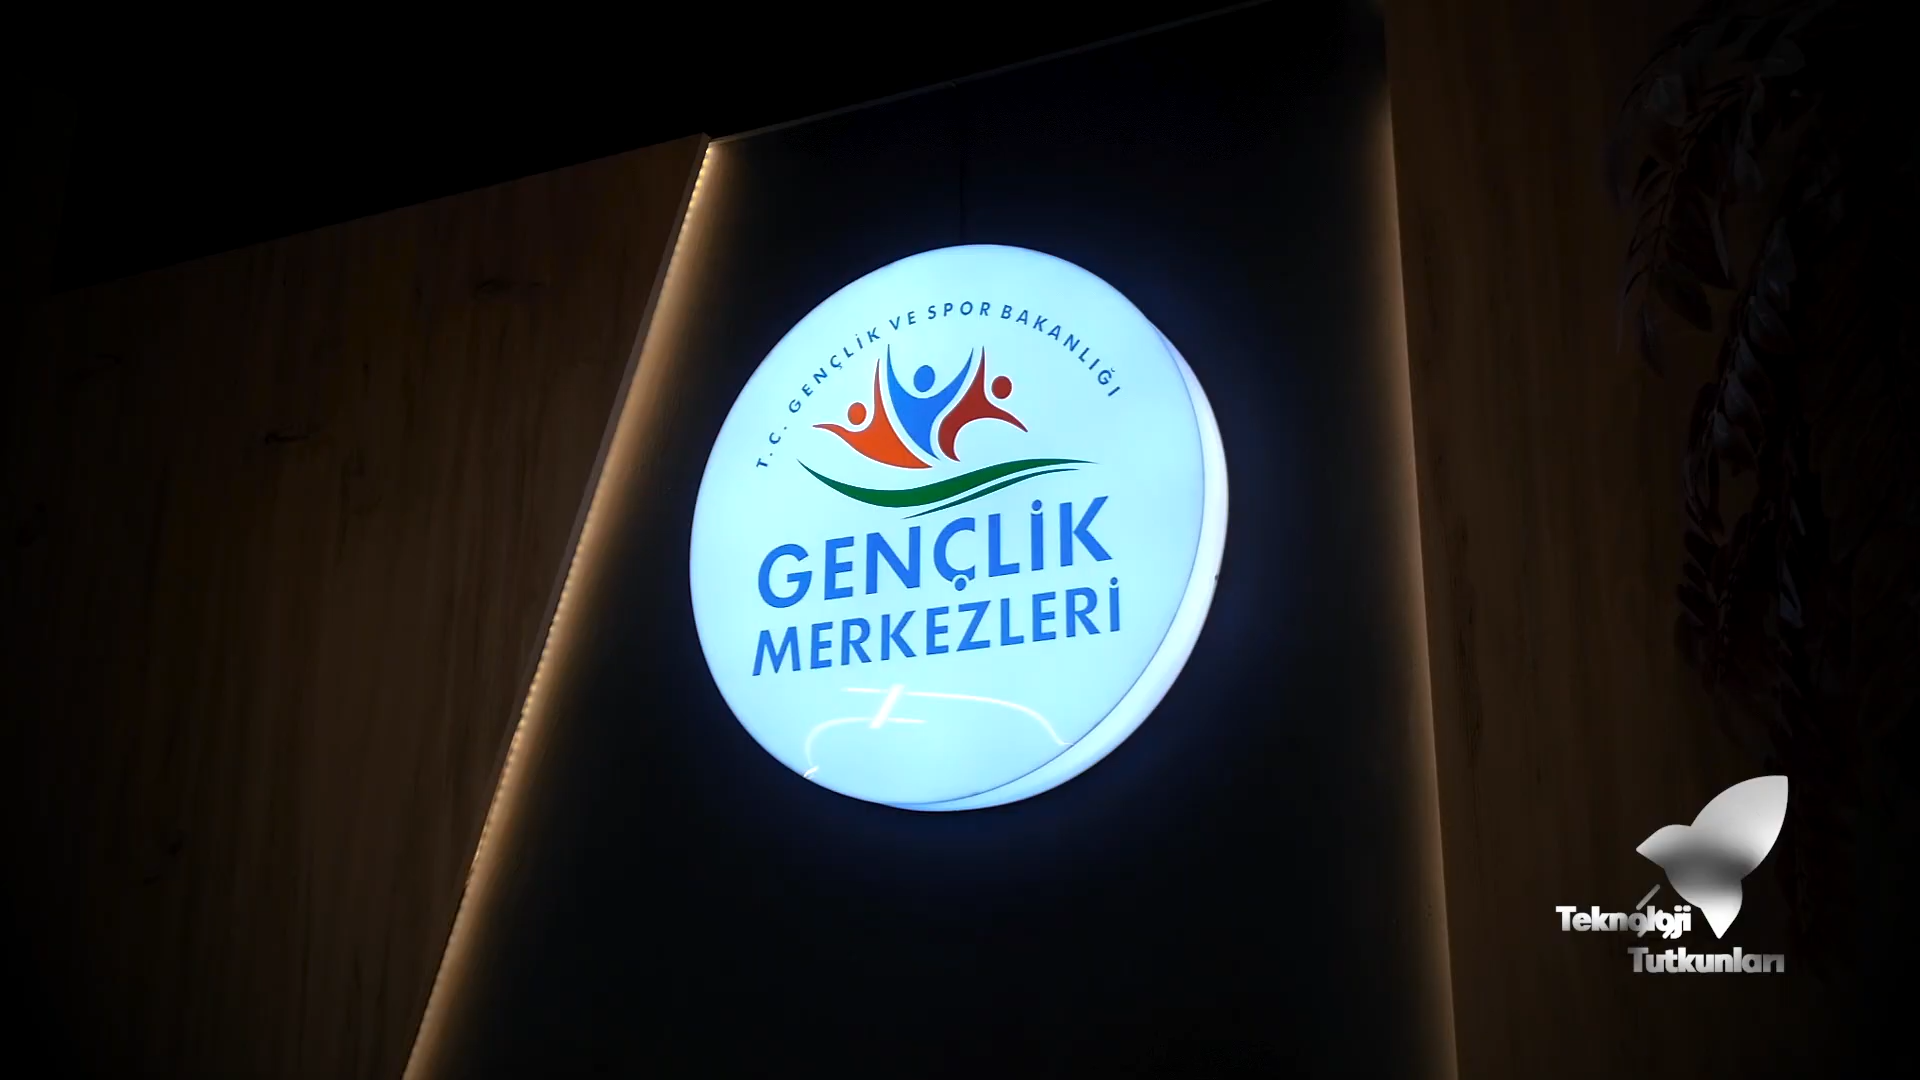 T.C. GENÇLİK VE SPOR BAKANLIĞI
GENÇLİK
MERKEZLERİ
Teknoloji
Tutkunları